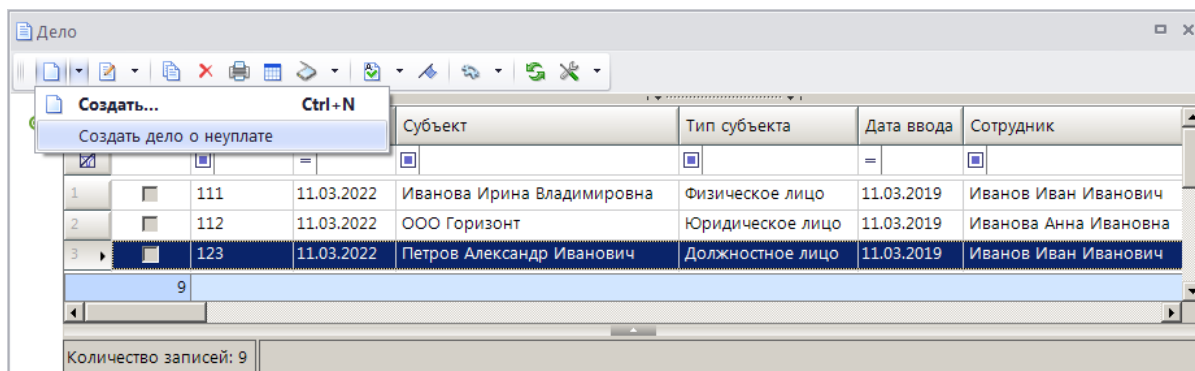 Дело
Создать... Ctrl+N
Создать дело о неуплате
Субъект Тип субъекта Дата ввода Сотрудник
= =
1 111 11.03.2022 Иванова Ирина Владимировна Физическое лицо 11.03.2019 Иванов Иван Иванович
2 112 11.03.2022 ООО Горизонт Юридическое лицо 11.03.2019 Иванова Анна Ивановна
3 123 11.03.2022 Петров Александр Иванович Должностное лицо 11.03.2019 Иванов Иван Иванович
9
Количество записей: 9